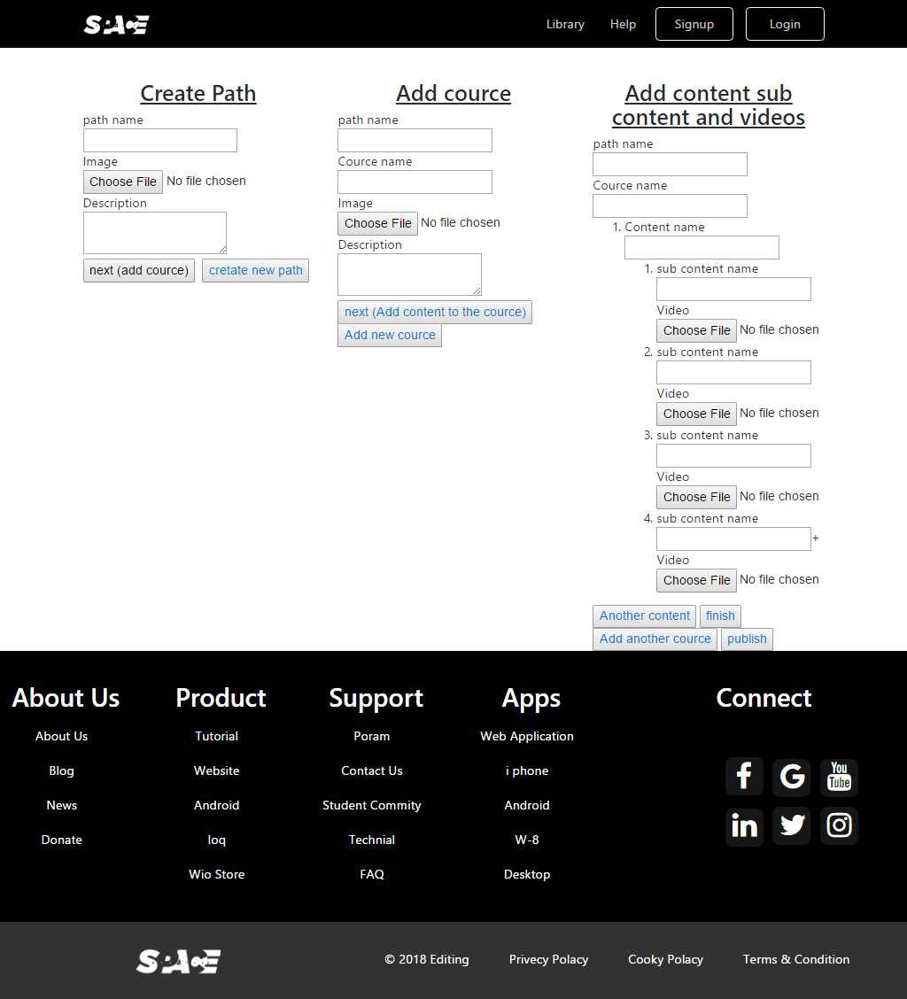 SPACE
Library Help Signup Login
Create Path
path name
Image
Choose File No file chosen
Description
next (add cource) cretate new path
Add cource
path name
Cource name
Image
Choose File No file chosen
Description
next (Add content to the cource)
Add new cource
Add content sub
content and videos
path name
Cource name
1. Content name
1. sub content name
Video
Choose File No file chosen
2. sub content name
Video
Choose File No file chosen
3. sub content name
Video
Choose File No file chosen
4. sub content name
+
Video
Choose File No file chosen
Another content finish
Add another cource publish
About Us
About Us
Blog
News
Donate
Product
Tutorial
Website
Android
Ioq
Wio Store
Support
Poram
Contact Us
Student Commity
Technial
FAQ
Apps
Web Application
i phone
Android
W-8
Desktop
Connect
f G You Tube
in
SPACE
© 2018 Editing Privecy Polacy Cooky Polacy Terms & Condition